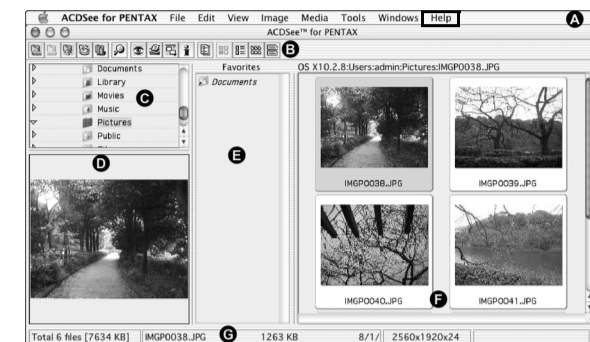 ACDSee for PENTAX File Edit View Image Media Tools Windows Help A
ACDSee™ for PENTAX
B
Favorites
OS X10.2.8:Users:admin:Pictures:IMGP0038.JPG
Documents
Library
Movies
Music
Pictures
Public
C
D
Documents
E
IMGP0038.JPG
IMGP0039.JPG
IMGP0040.JPG
IMGP0041.JPG
F
Total 6 files [7634 KB] IMGP0038.JPG G 1263 KB 8/1/ 2560x1920x24